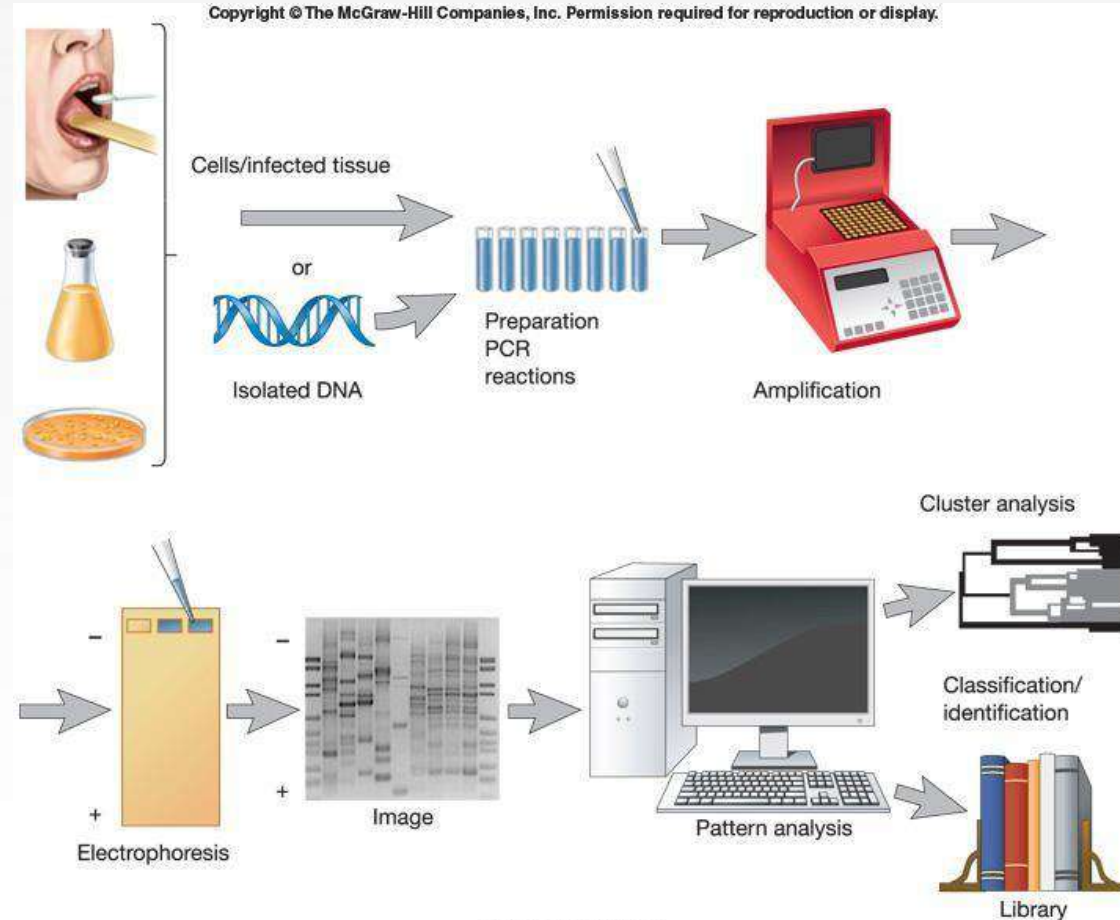 Copyright © The McGraw-Hill Companies, Inc. Permission required for reproduction or display.
Cells/infected tissue
or
Isolated DNA
Preparation
PCR
reactions
Amplification
–
+
Electrophoresis
–
+
Image
Pattern analysis
Cluster analysis
Classification/
identification
Library